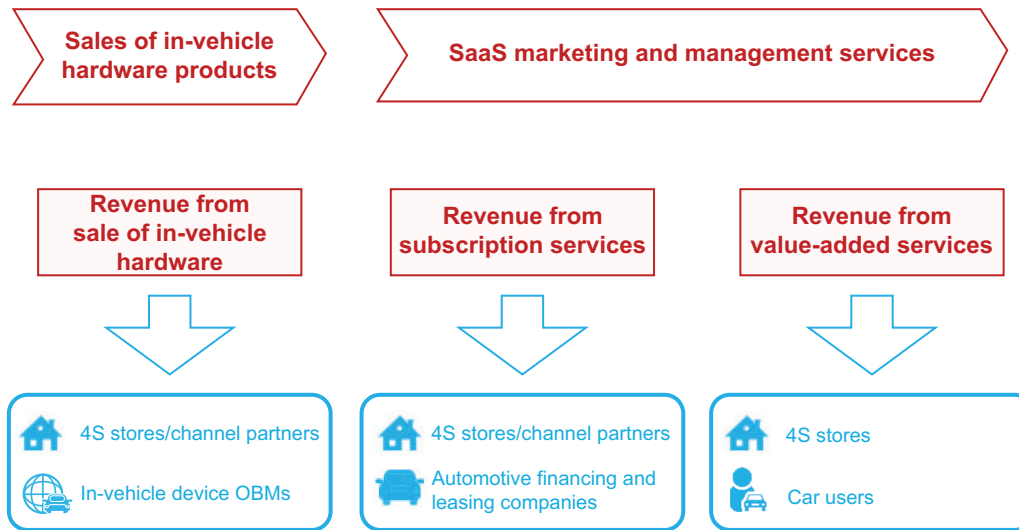 Sales of in-vehicle
hardware products
SaaS marketing and management services
Revenue from
sale of in-vehicle
hardware
Revenue from
subscription services
Revenue from
value-added services
4S stores/channel partners
In-vehicle device OBMs
4S stores/channel partners
Automotive financing and
leasing companies
4S stores
Car users